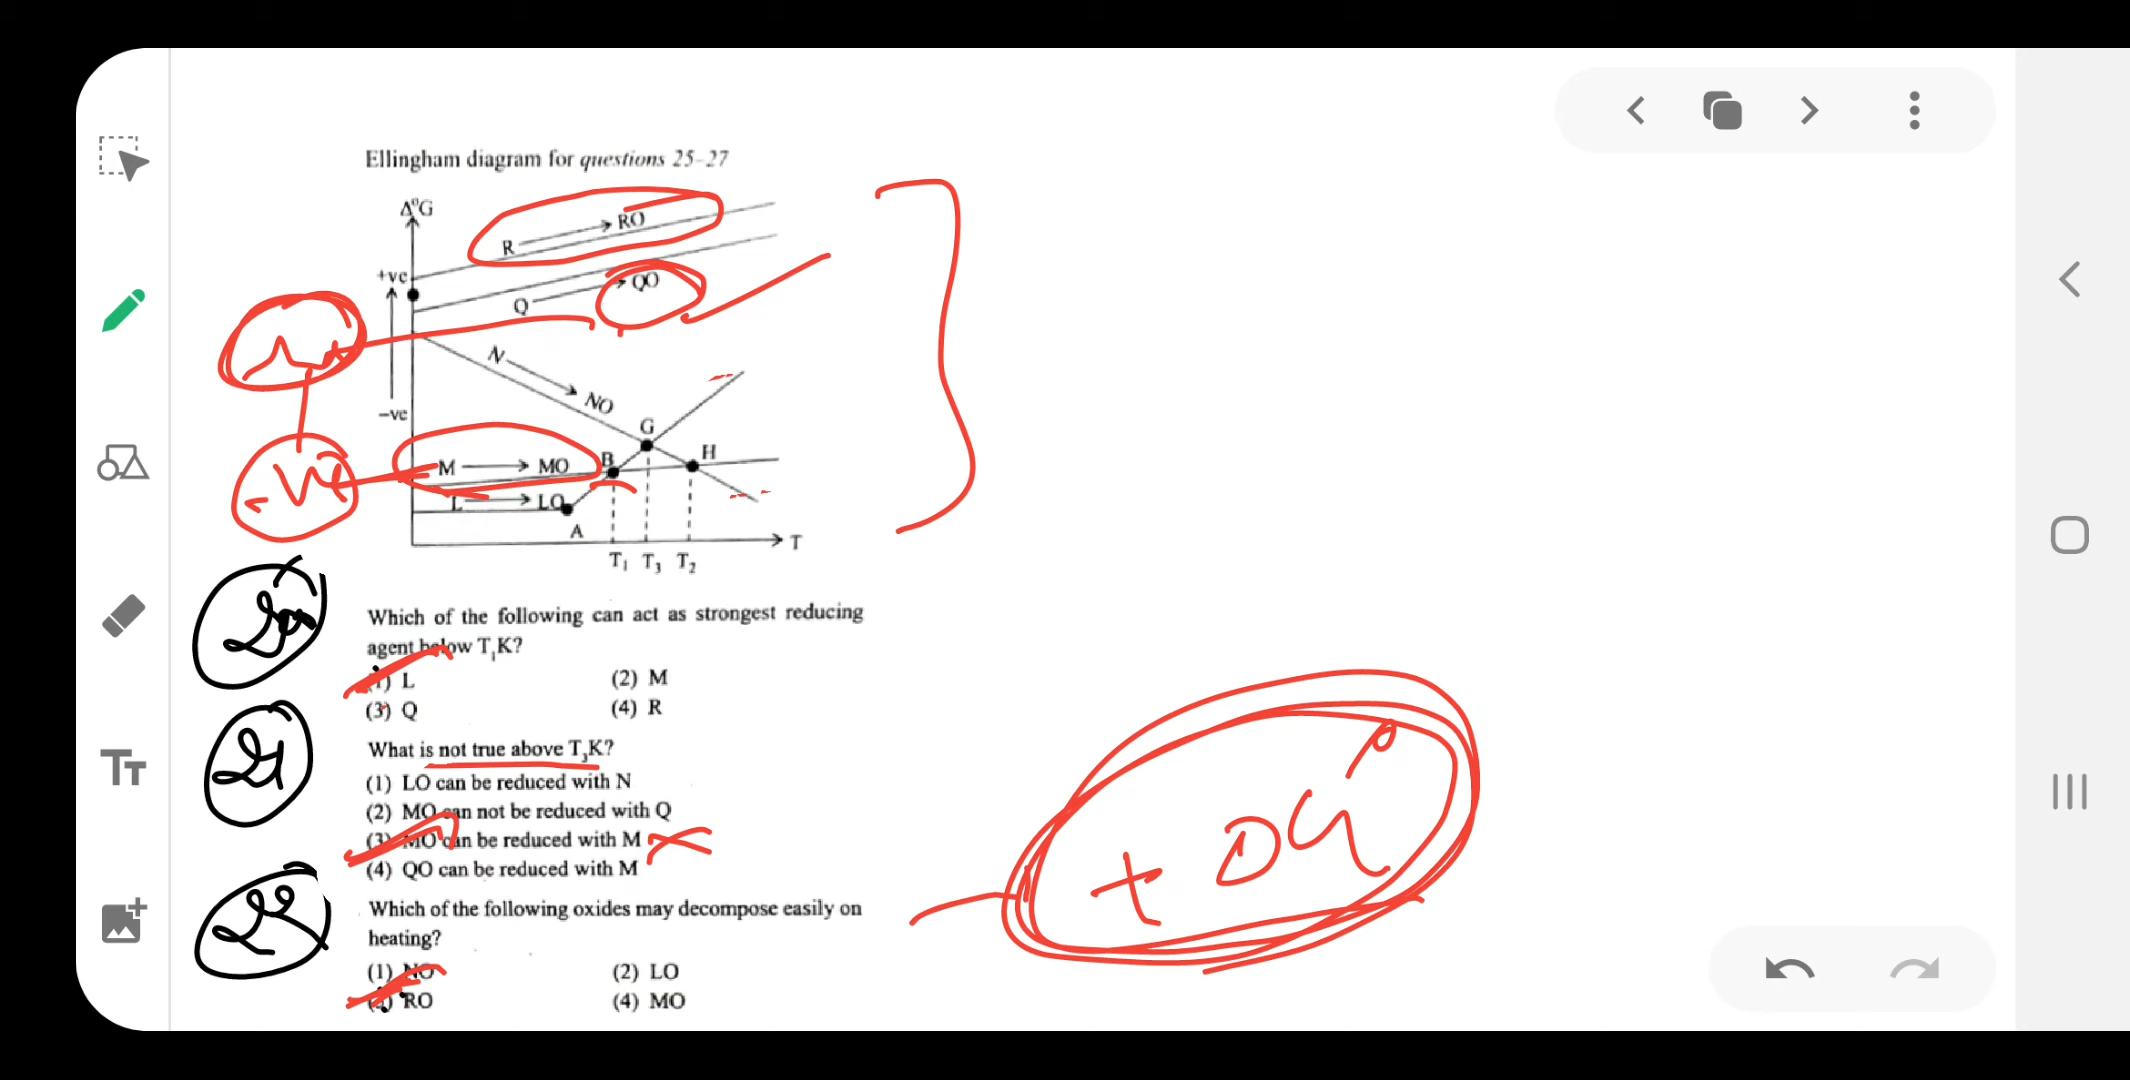 Ellingham diagram for questions 25-27
Δ°G
R → RO
+ve
Q → QO
N → NO
-ve
G
M → MO B H
L → LO
A
T
T₁ T₃ T₂
-ve
Which of the following can act as strongest reducing
agent below T₁K?
(1) L (2) M
(3) Q (4) R
What is not true above T₃K?
(1) LO can be reduced with N
(2) MO can not be reduced with Q
(3) MO can be reduced with M
(4) QO can be reduced with M
Which of the following oxides may decompose easily on
heating?
(1) NO (2) LO
RO (4) MO
TT